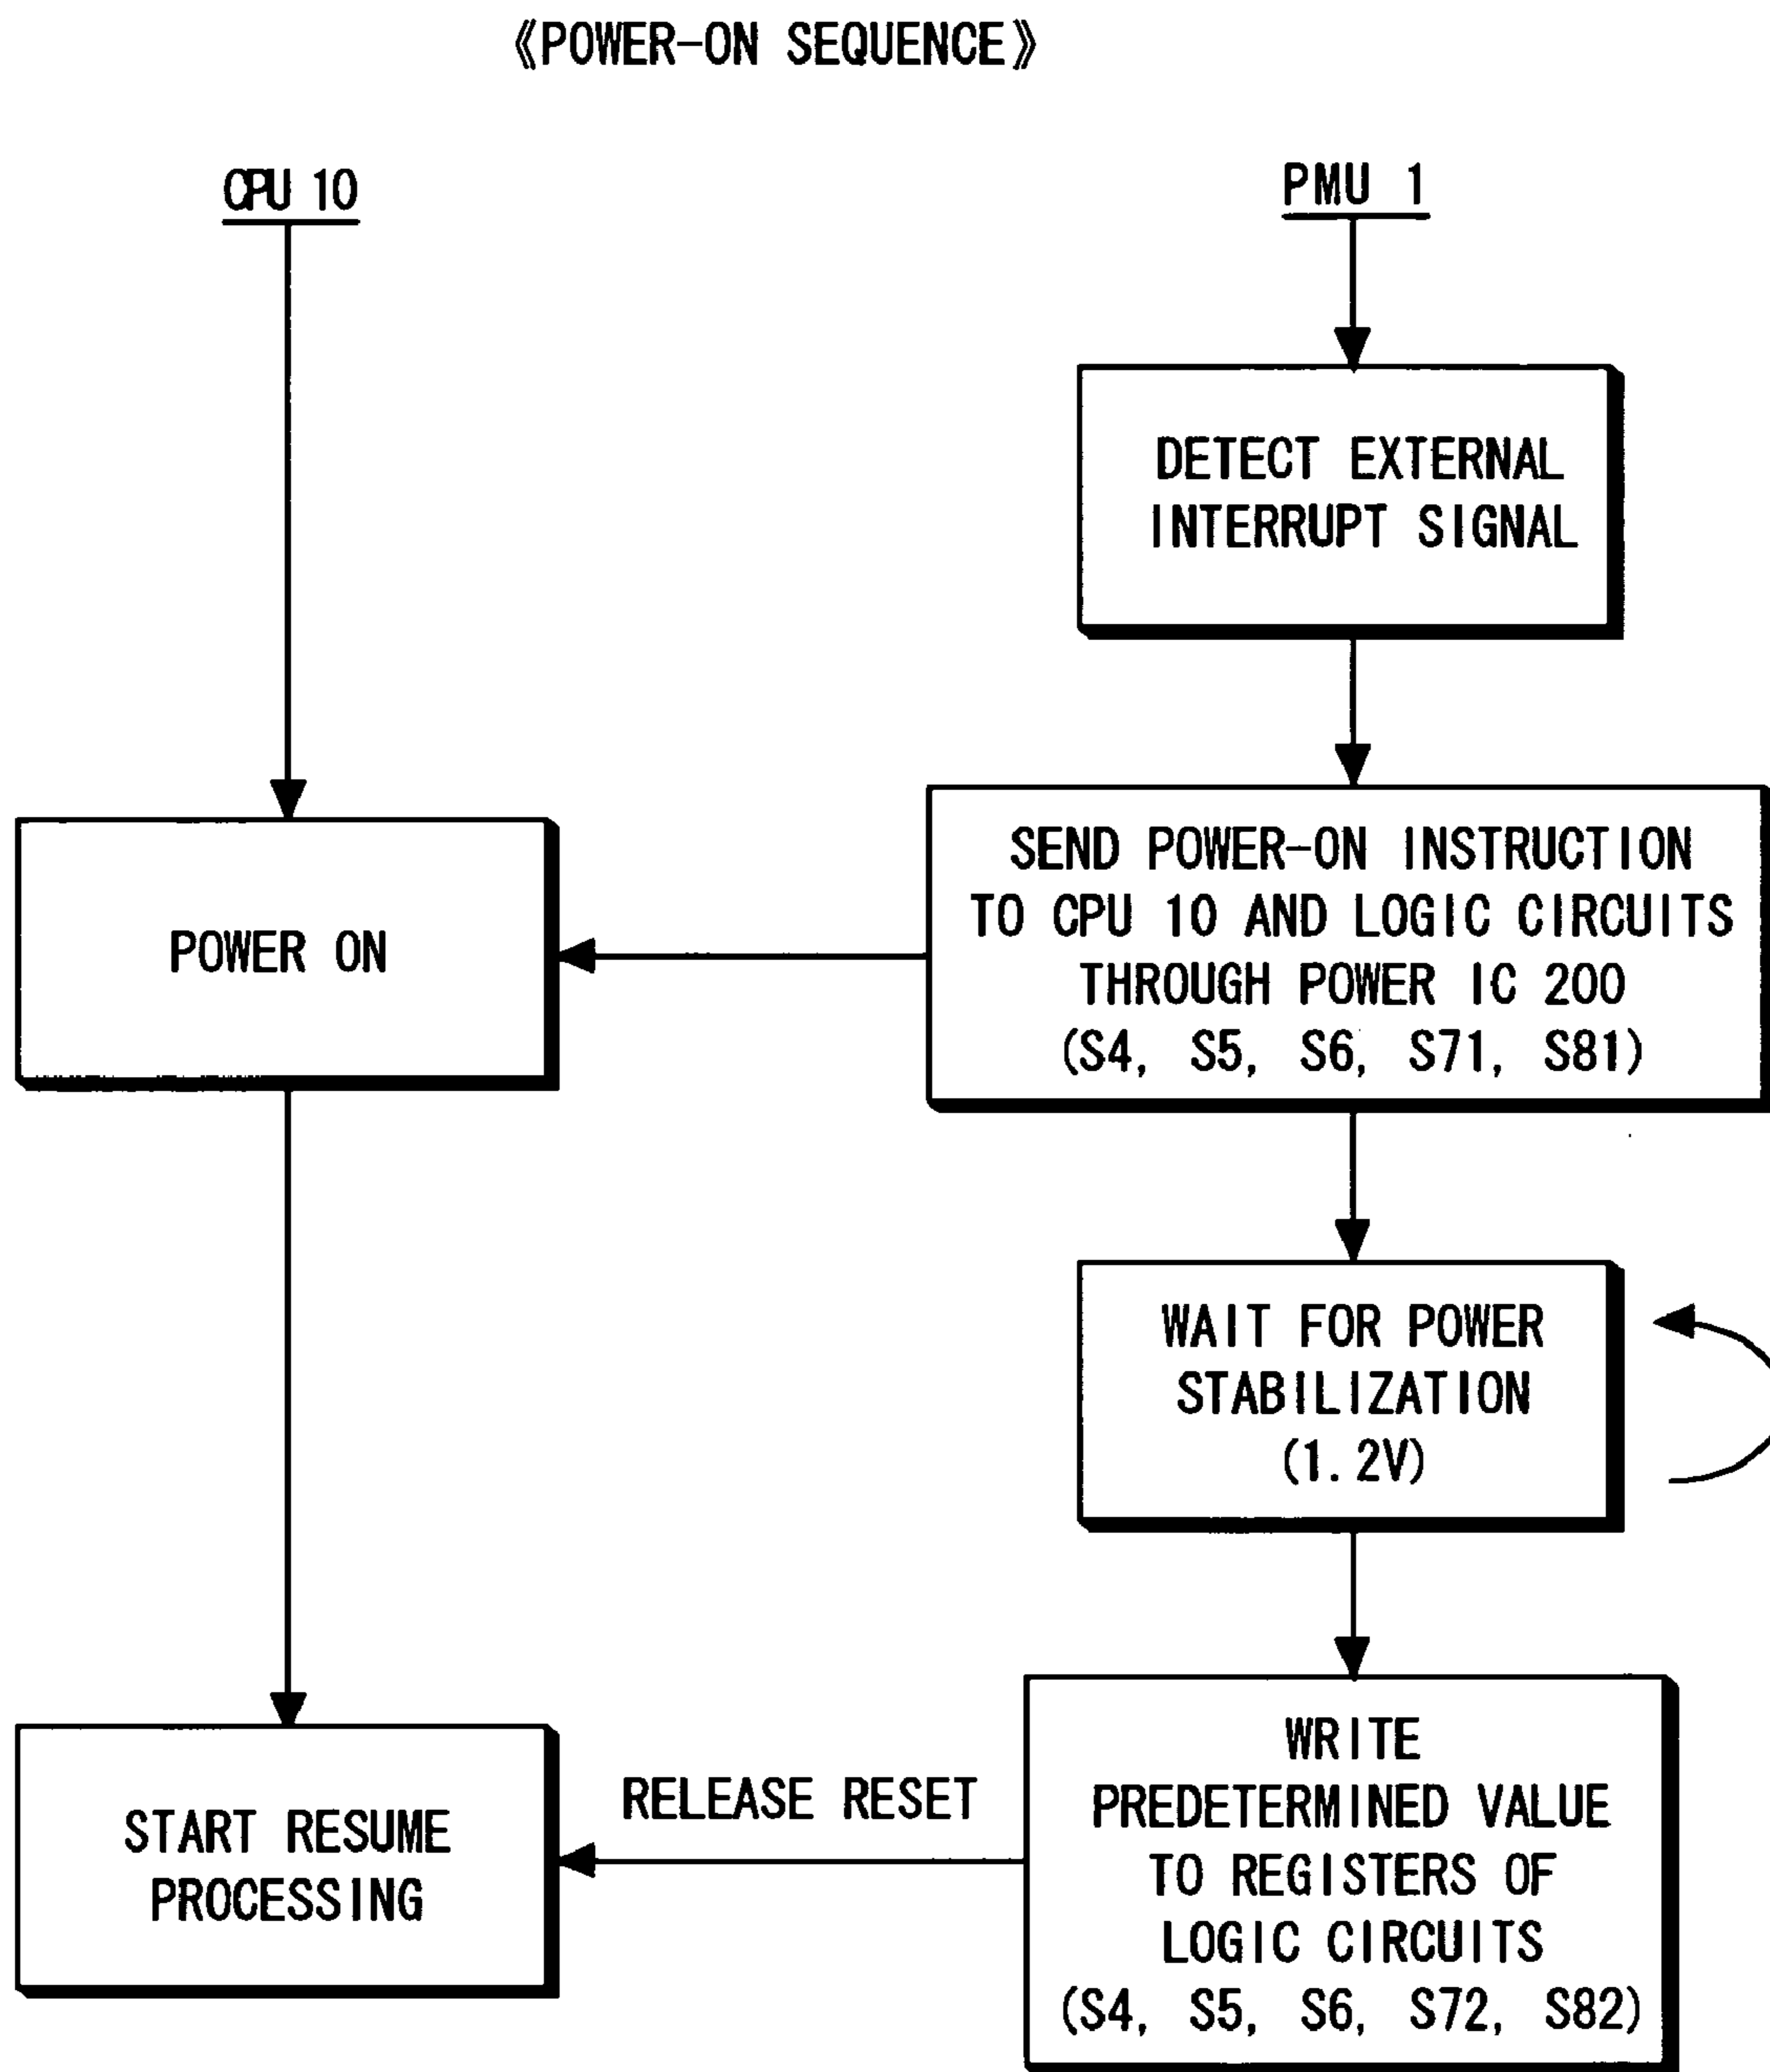 《POWER-ON SEQUENCE》
CPU 10
PMU 1
DETECT EXTERNAL
INTERRUPT SIGNAL
SEND POWER-ON INSTRUCTION
TO CPU 10 AND LOGIC CIRCUITS
THROUGH POWER IC 200
(S4, S5, S6, S71, S81)
POWER ON
WAIT FOR POWER
STABILIZATION
(1.2V)
WRITE
PREDETERMINED VALUE
TO REGISTERS OF
LOGIC CIRCUITS
(S4, S5, S6, S72, S82)
RELEASE RESET
START RESUME
PROCESSING